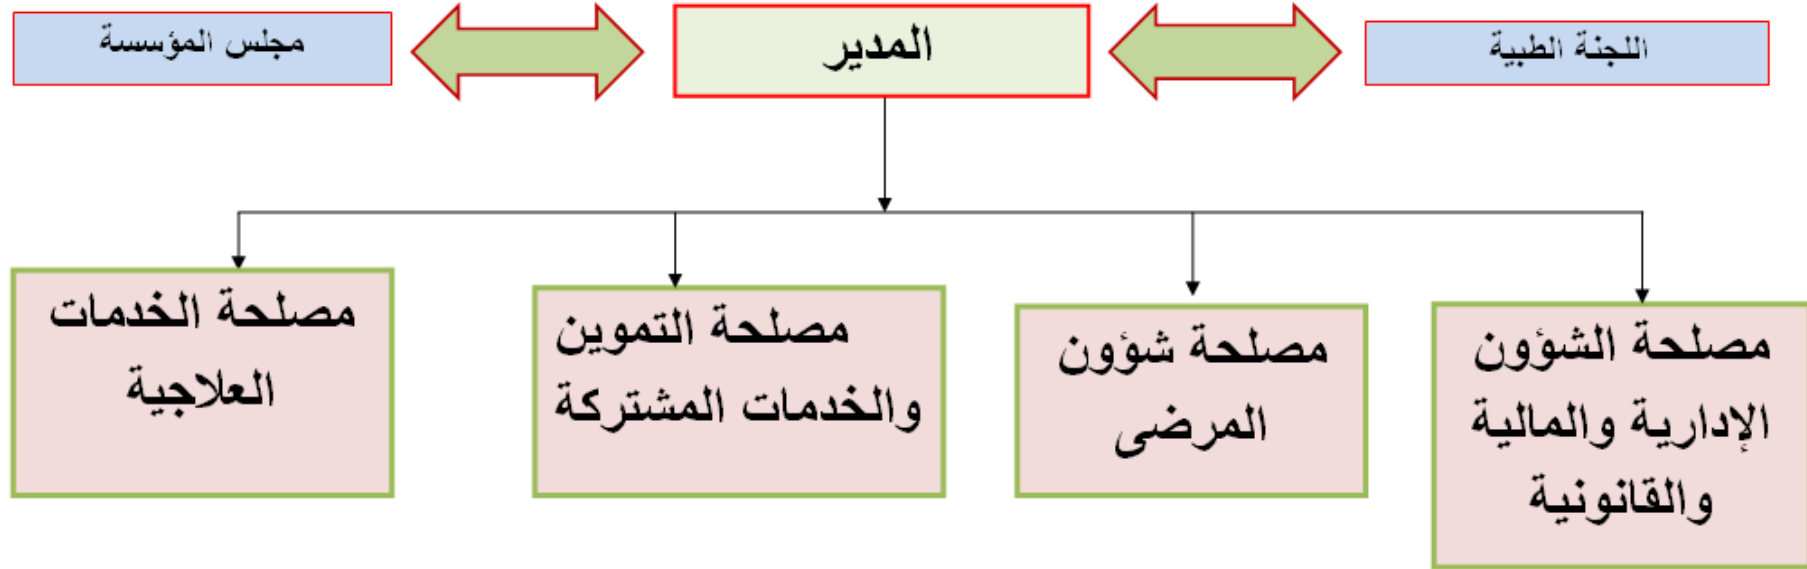 اللجنة الطبية
المدير
مجلس المؤسسة
مصلحة الشؤون
الإدارية والمالية
والقانونية
مصلحة شؤون
المرضى
مصلحة التموين
والخدمات المشتركة
مصلحة الخدمات
العلاجية